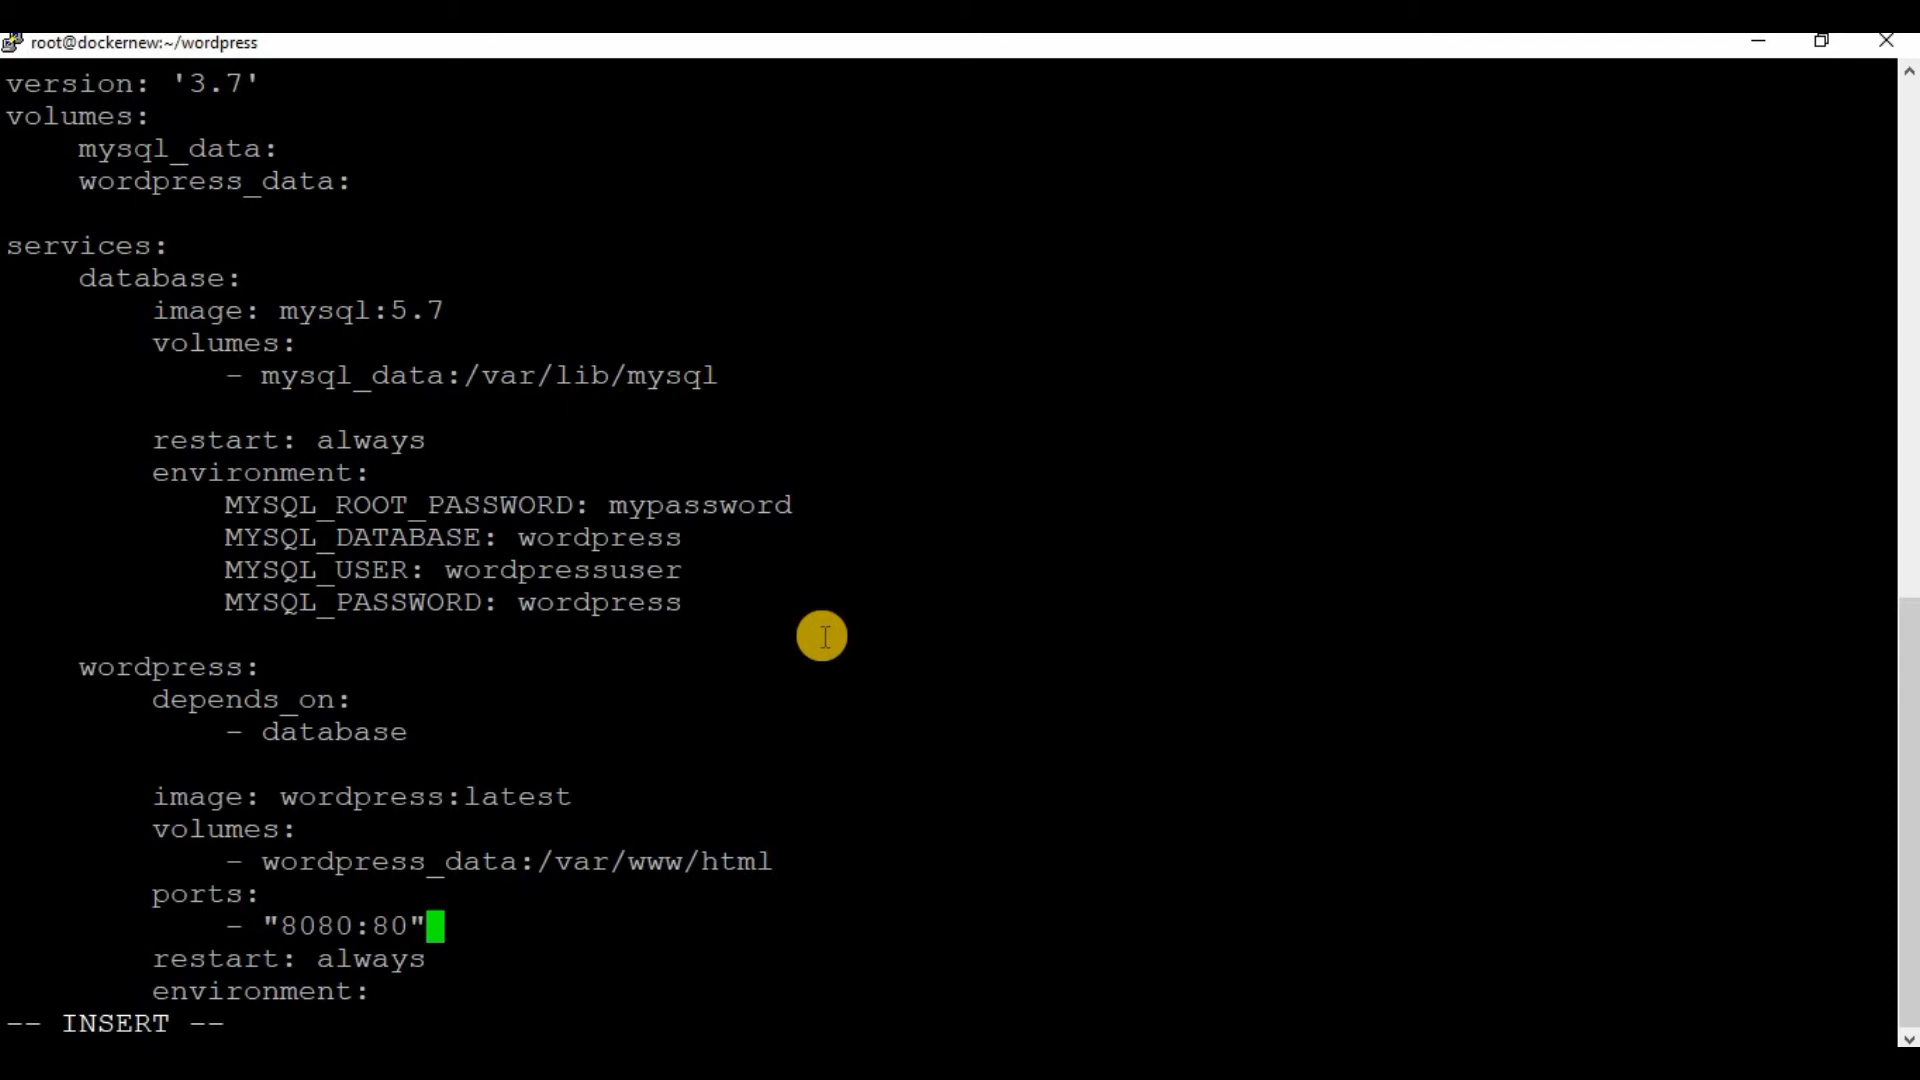 root@dockernew:~/wordpress
version: '3.7'
volumes:
    mysql_data:
    wordpress_data:
services:
    database:
        image: mysql:5.7
        volumes:
            - mysql_data:/var/lib/mysql
        restart: always
        environment:
            MYSQL_ROOT_PASSWORD: mypassword
            MYSQL_DATABASE: wordpress
            MYSQL_USER: wordpressuser
            MYSQL_PASSWORD: wordpress
    wordpress:
        depends_on:
            - database
        image: wordpress:latest
        volumes:
            - wordpress_data:/var/www/html
        ports:
            - "8080:80"
        restart: always
        environment:
-- INSERT --